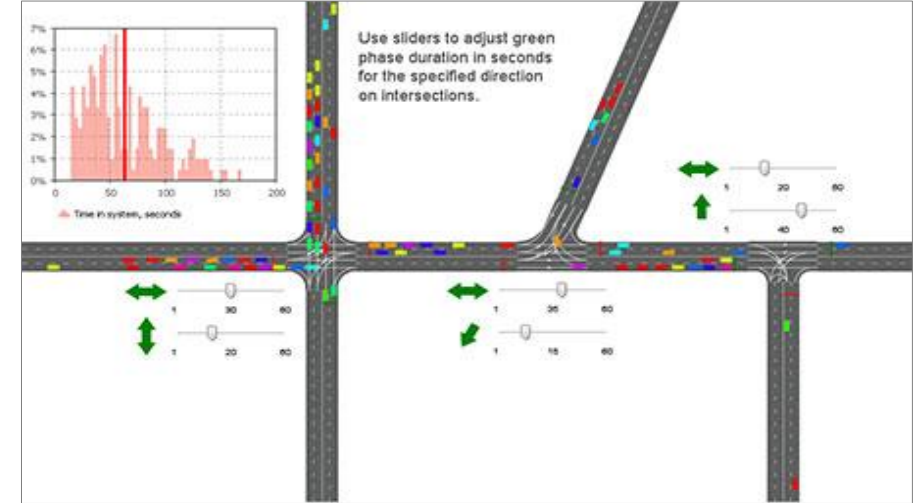 7%
6%
5%
4%
3%
2%
1%
0%
0 50 100 150 200
Time in system, seconds
Use sliders to adjust green
phase duration in seconds
for the specified direction
on intersections.
1 20 60
1 40 60
1 30 60
1 20 60
1 35 60
1 15 60